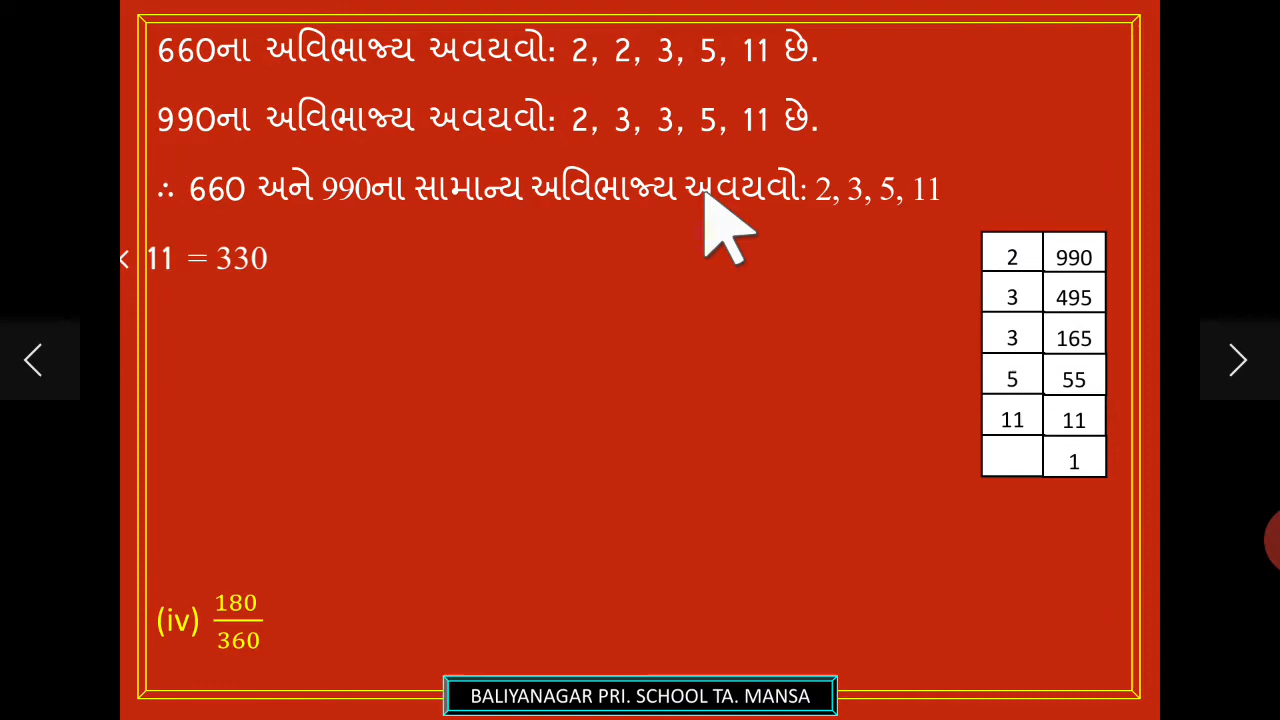 660ના અવિભાજ્ય અવયવો: 2, 2, 3, 5, 11 છે.
990ના અવિભાજ્ય અવયવો: 2, 3, 3, 5, 11 છે.
∴ 660 અને 990ના સામાન્ય અવિભાજ્ય અવયવો: 2, 3, 5, 11
× 11 = 330
2 990
3 495
3 165
5 55
11 11
1
(iv) 180/360
BALIYANAGAR PRI. SCHOOL TA. MANSA